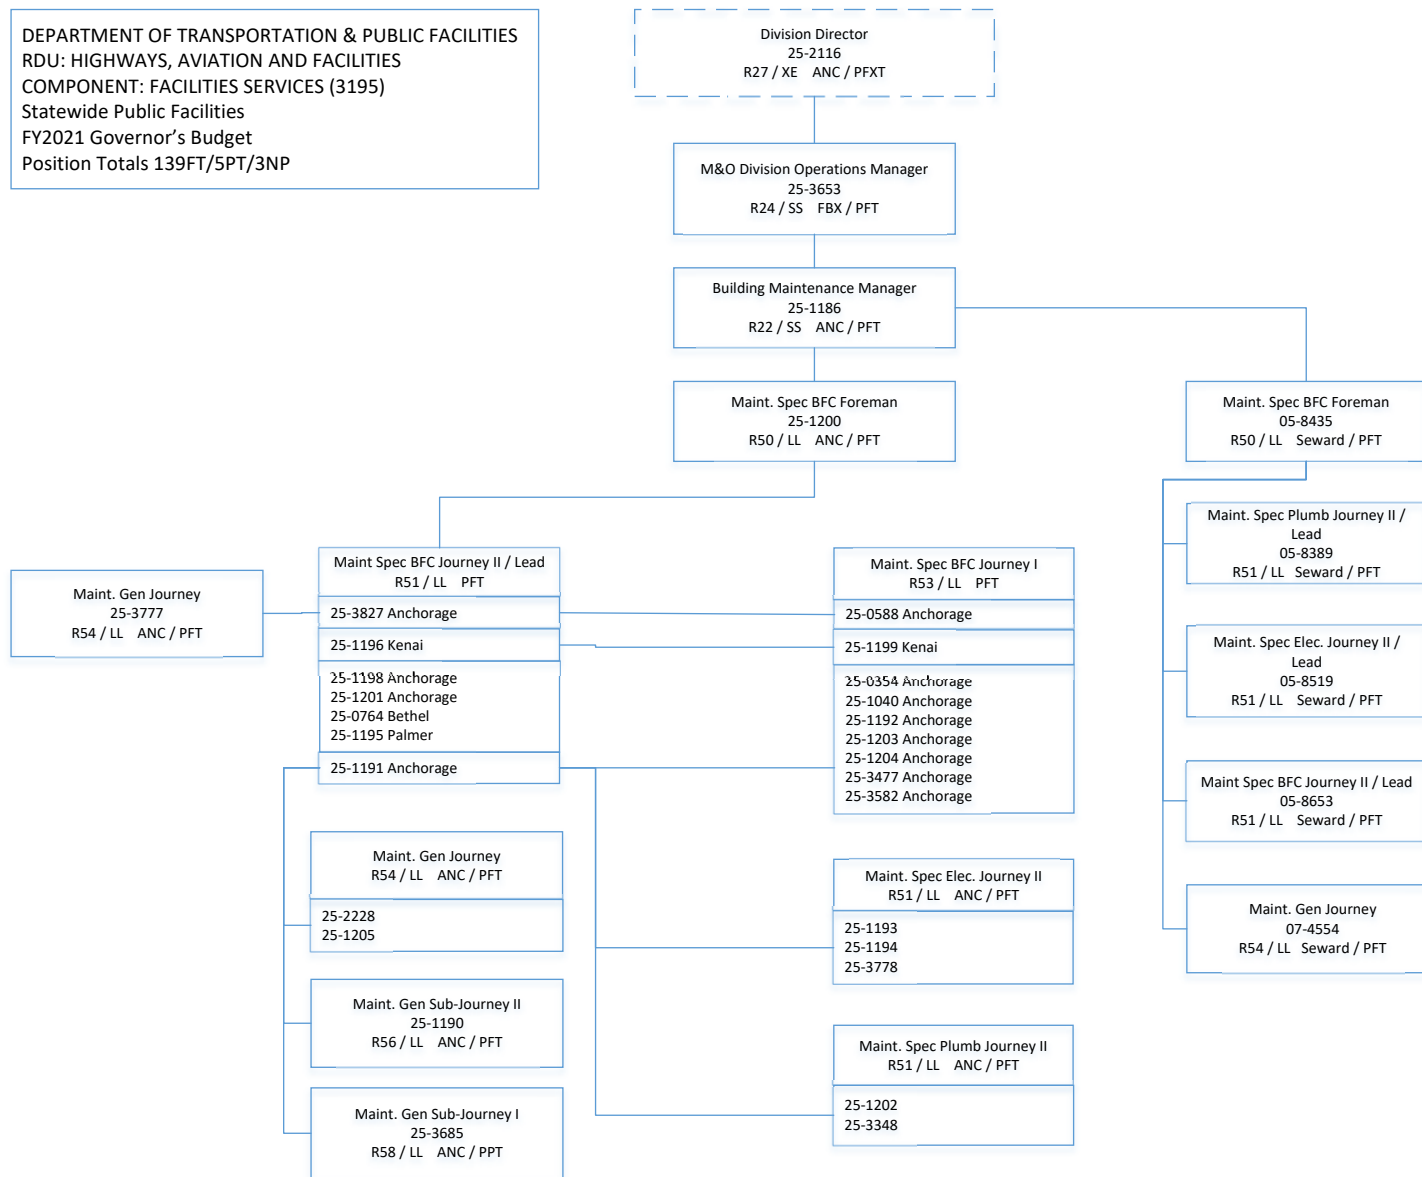 DEPARTMENT OF TRANSPORTATION & PUBLIC FACILITIES
RDU: HIGHWAYS, AVIATION AND FACILITIES
COMPONENT: FACILITIES SERVICES (3195)
Statewide Public Facilities
FY2021 Governor's Budget
Position Totals 139FT/5PT/3NP
Division Director
25-2116
R27 / XE ANC / PFXT
M&O Division Operations Manager
25-3653
R24 / SS FBX / PFT
Building Maintenance Manager
25-1186
R22 / SS ANC / PFT
Maint. Spec BFC Foreman
25-1200
R50 / LL ANC / PFT
Maint. Spec BFC Foreman
05-8435
R50 / LL Seward / PFT
Maint. Gen Journey
25-3777
R54 / LL ANC / PFT
Maint Spec BFC Journey II / Lead
R51 / LL PFT
25-3827 Anchorage
25-1196 Kenai
25-1198 Anchorage
25-1201 Anchorage
25-0764 Bethel
25-1195 Palmer
25-1191 Anchorage
Maint. Spec BFC Journey I
R53 / LL PFT
25-0588 Anchorage
25-1199 Kenai
25-0354 Anchorage
25-1040 Anchorage
25-1192 Anchorage
25-1203 Anchorage
25-1204 Anchorage
25-3477 Anchorage
25-3582 Anchorage
Maint. Spec Plumb Journey II /
Lead
05-8389
R51 / LL Seward / PFT
Maint. Spec Elec. Journey II /
Lead
05-8519
R51 / LL Seward / PFT
Maint Spec BFC Journey II / Lead
05-8653
R51 / LL Seward / PFT
Maint. Gen Journey
07-4554
R54 / LL Seward / PFT
Maint. Gen Journey
R54 / LL ANC / PFT
25-2228
25-1205
Maint. Gen Sub-Journey II
25-1190
R56 / LL ANC / PFT
Maint. Gen Sub-Journey I
25-3685
R58 / LL ANC / PPT
Maint. Spec Elec. Journey II
R51 / LL ANC / PFT
25-1193
25-1194
25-3778
Maint. Spec Plumb Journey II
R51 / LL ANC / PFT
25-1202
25-3348